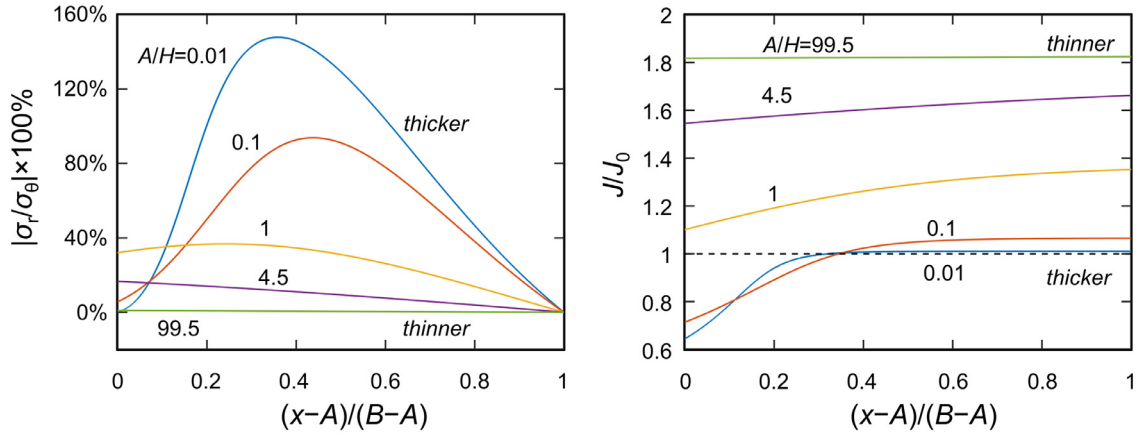 160%
120%
80%
40%
0%
|σr/σθ|×100%
A/H=0.01
0.1
1
4.5
99.5
thicker
thinner
0 0.2 0.4 0.6 0.8 1
(x−A)/(B−A)
2
1.8
1.6
1.4
1.2
1
0.8
0.6
J/J0
A/H=99.5
thinner
4.5
1
0.1
0.01
thicker
0 0.2 0.4 0.6 0.8 1
(x−A)/(B−A)